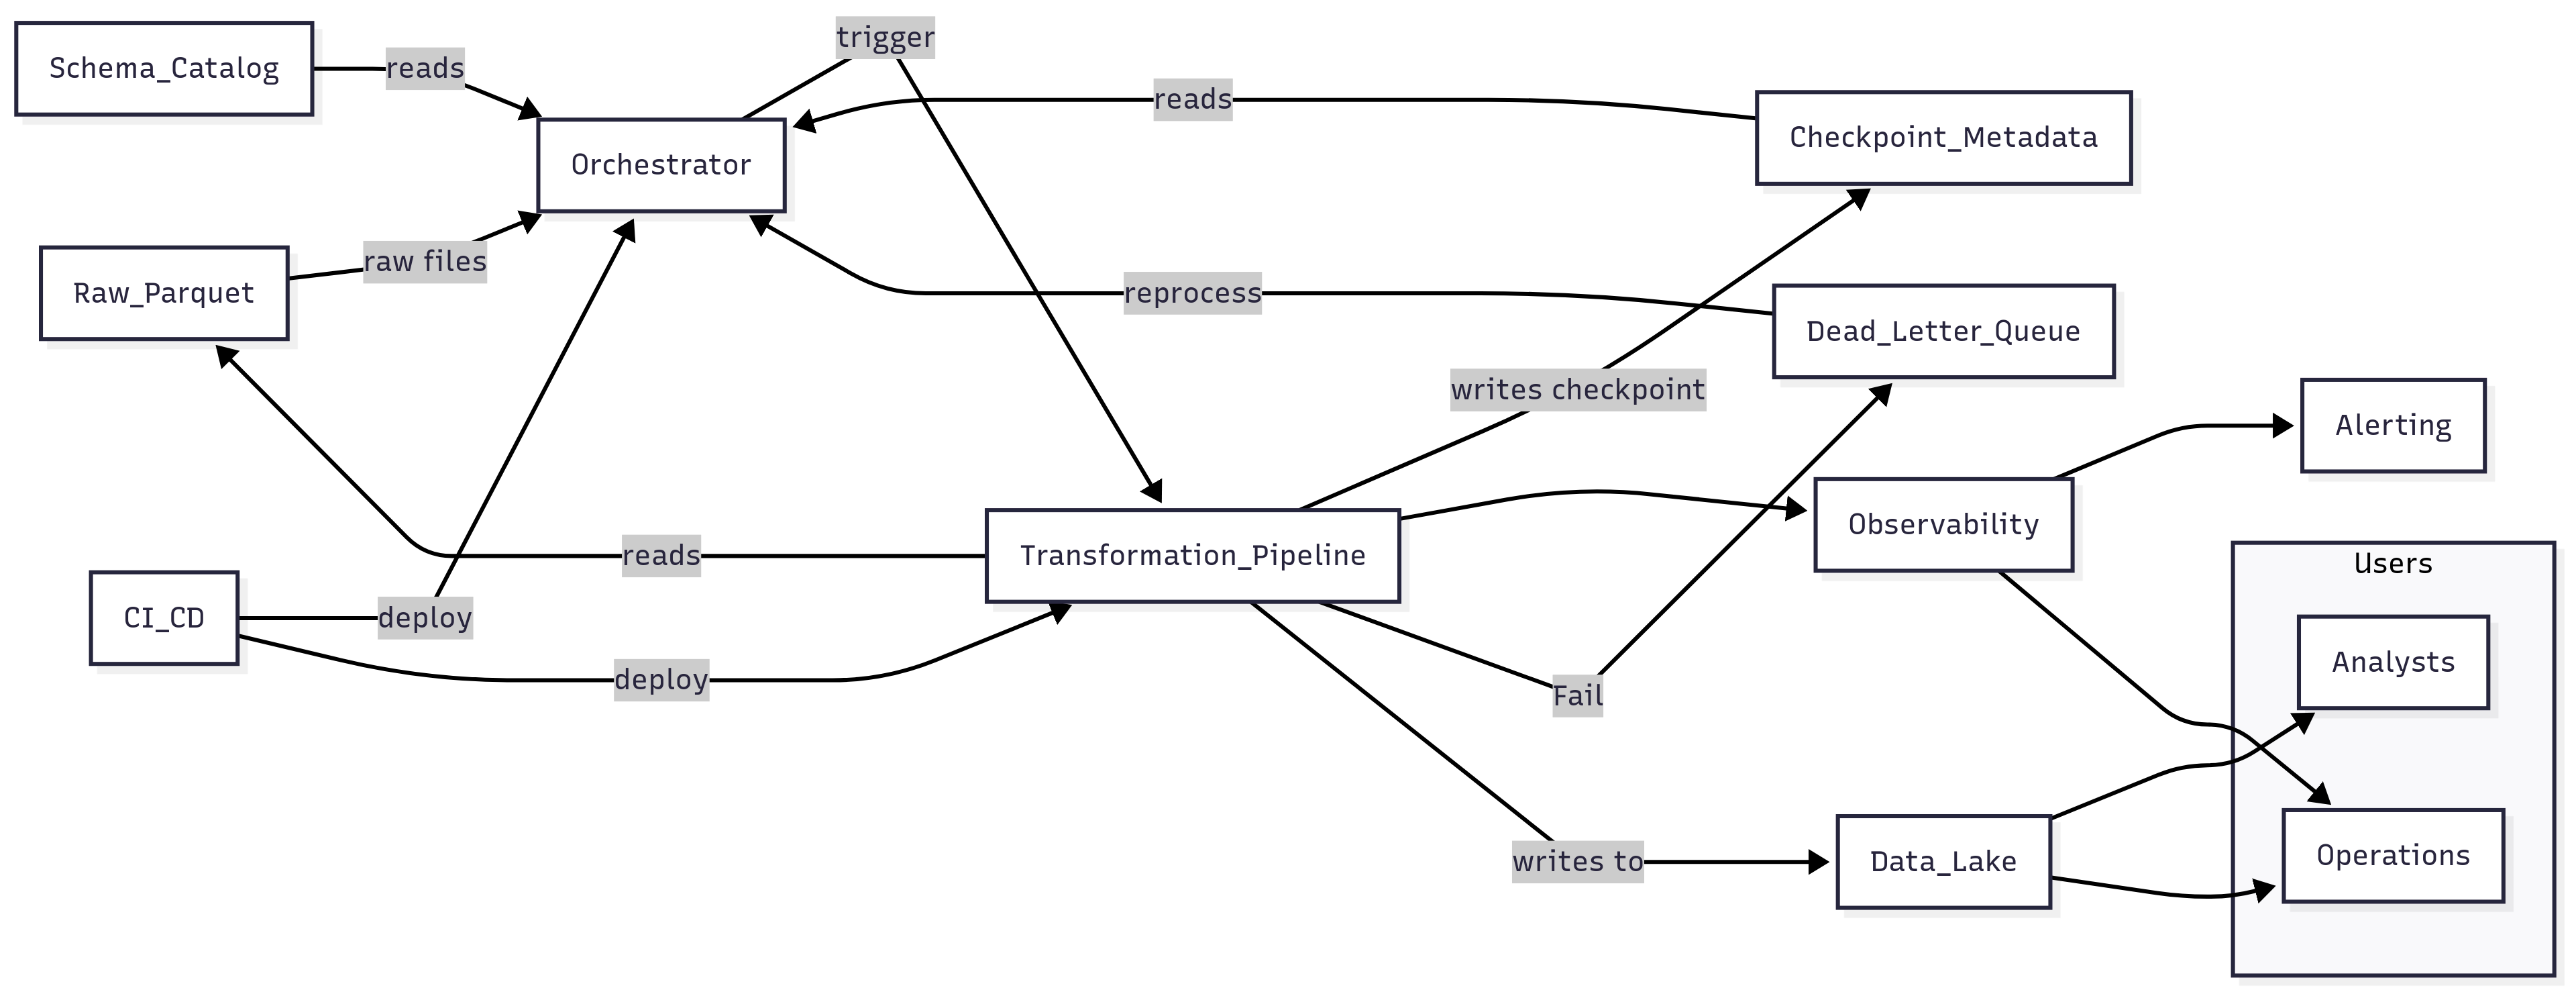 trigger
Schema_Catalog
reads
reads
Checkpoint_Metadata
Orchestrator
raw files
Raw_Parquet
reprocess
Dead_Letter_Queue
writes checkpoint
Alerting
Observability
reads
Transformation_Pipeline
Users
CI_CD
deploy
deploy
Fail
Analysts
writes to
Data_Lake
Operations